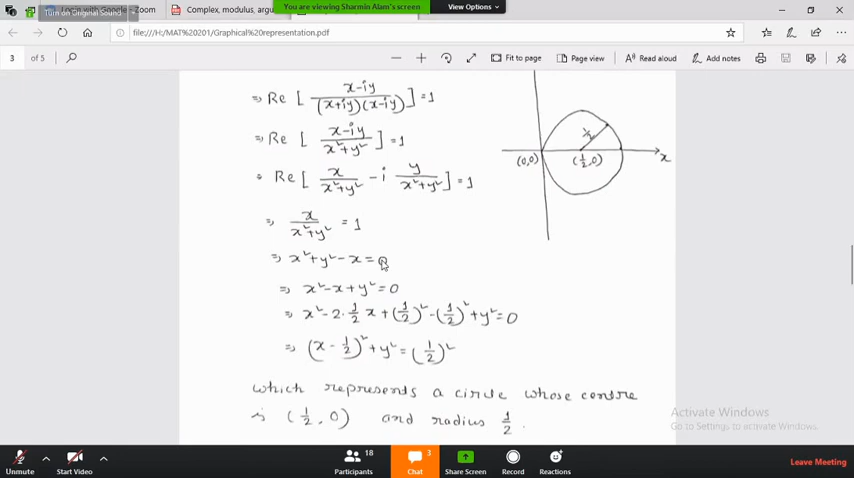 Turn on Original Sound
Zoom
Complex, modulus, argu
You are viewing Sharmin Alam's screen
View Options
file:///H:/MAT%20201/Graphical%20representation.pdf
3 of 5
Fit to page
Page view
Read aloud
Add notes
⇒ Re [ (x-iy)/((x+iy)(x-iy)) ] = 1
⇒ Re [ (x-iy)/(x²+y²) ] = 1
Re [ x/(x²+y²) - i y/(x²+y²) ] = 1
⇒ x/(x²+y²) = 1
⇒ x²+y²-x=0
⇒ x²-x+y²=0
⇒ x²-2·1/2 x+(1/2)²-(1/2)²+y²=0
⇒ (x-1/2)²+y²=(1/2)²
which represents a circle whose centre
is (1/2, 0) and radius 1/2.
1/2
(0,0)
(1/2,0)
x
Activate Windows
Go to Settings to activate Windows.
Unmute
Start Video
18
Participants
3
Chat
Share Screen
Record
Reactions
Leave Meeting